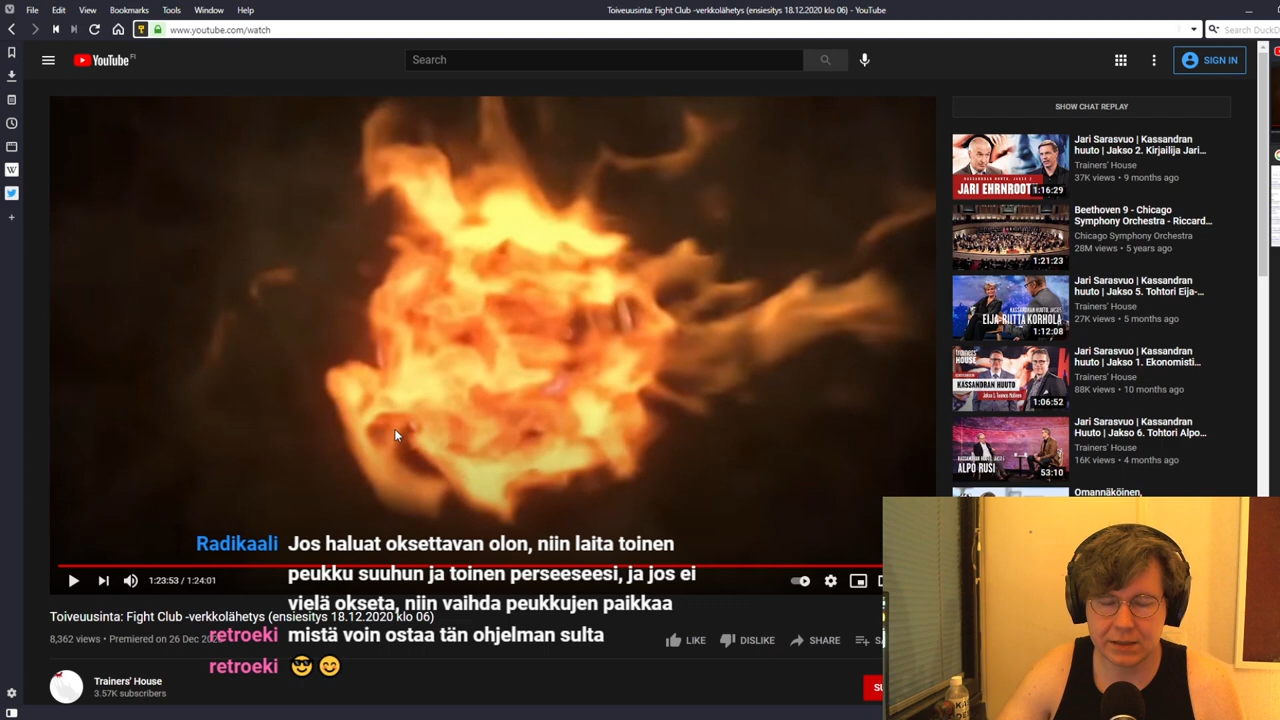 File Edit View Bookmarks Tools Window Help
Toiveuusinta: Fight Club -verkkolähetys (ensiesitys 18.12.2020 klo 06) - YouTube
www.youtube.com/watch
Search DuckD
YouTube FI
Search
SIGN IN
SHOW CHAT REPLAY
Jari Sarasvuo | Kassandran
huuto | Jakso 2. Kirjailija Jari...
Trainers' House
37K views • 9 months ago
JARI EHRNROOT
1:16:29
Beethoven 9 - Chicago
Symphony Orchestra - Riccard...
Chicago Symphony Orchestra
28M views • 5 years ago
1:21:23
Jari Sarasvuo | Kassandran
huuto | Jakso 5. Tohtori Eija-...
Trainers' House
27K views • 5 months ago
EIJA-RIITTA KORHOLA
1:12:08
Jari Sarasvuo | Kassandran
huuto | Jakso 1. Ekonomisti...
Trainers' House
88K views • 10 months ago
KASSANDRAN HUUTO
1:06:52
Jari Sarasvuo | Kassandran
Huuto | Jakso 6. Tohtori Alpo...
Trainers' House
16K views • 4 months ago
KASSANDRAN HUUTO
ALPO RUSI
53:10
Omannäköinen,
Radikaali Jos haluat oksettavan olon, niin laita toinen
peukku suuhun ja toinen perseeseesi, ja jos ei
vielä okseta, niin vaihda peukkujen paikkaa
retroeki mistä voin ostaa tän ohjelman sulta
retroeki 😎 😊
1:23:53 / 1:24:01
Toiveuusinta: Fight Club -verkkolähetys (ensiesitys 18.12.2020 klo 06)
8,362 views • Premiered on 26 Dec
LIKE DISLIKE SHARE
Trainers' House
3.57K subscribers